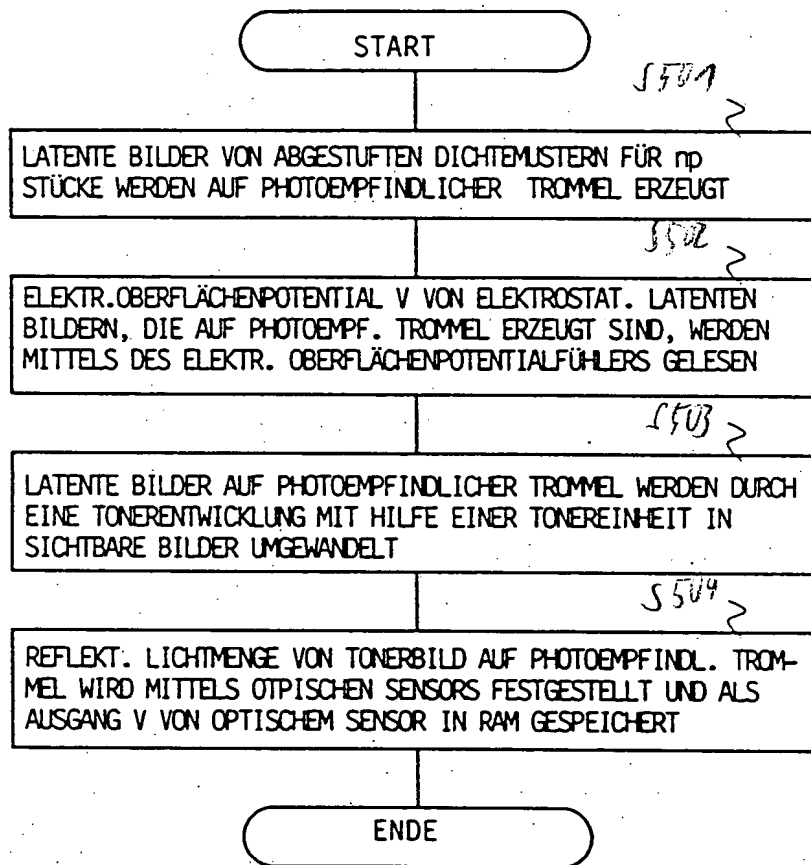 START
S501
LATENTE BILDER VON ABGESTUFTEN DICHTEMUSTERN FÜR np
STÜCKE WERDEN AUF PHOTOEMPFINDLICHER TROMMEL ERZEUGT
S502
ELEKTR.OBERFLÄCHENPOTENTIAL V VON ELEKTROSTAT. LATENTEN
BILDERN, DIE AUF PHOTOEMPF. TROMMEL ERZEUGT SIND, WERDEN
MITTELS DES ELEKTR. OBERFLÄCHENPOTENTIALFÜHLERS GELESEN
S503
LATENTE BILDER AUF PHOTOEMPFINDLICHER TROMMEL WERDEN DURCH
EINE TONERENTWICKLUNG MIT HILFE EINER TONEREINHEIT IN
SICHTBARE BILDER UMGEWANDELT
S504
REFLEKT. LICHTMENGE VON TONERBILD AUF PHOTOEMPFINDL. TROM-
MEL WIRD MITTELS OTPISCHEN SENSORS FESTGESTELLT UND ALS
AUSGANG V VON OPTISCHEM SENSOR IN RAM GESPEICHERT
ENDE